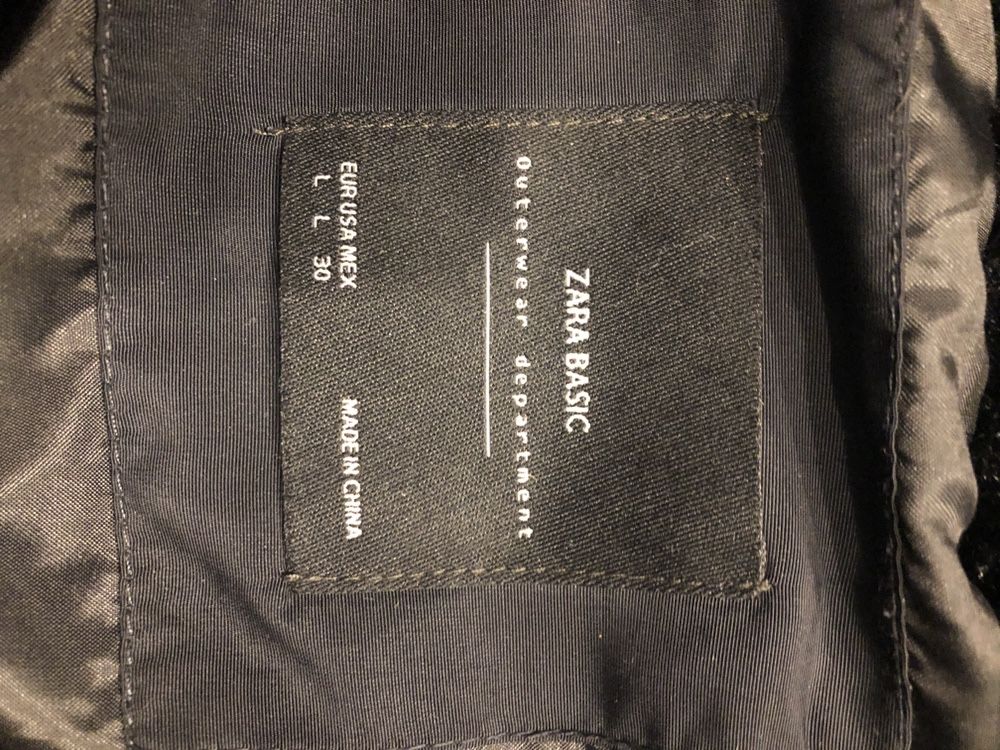 ZARA BASIC
Outerwear department
EUR USA MEX
L L 30
MADE IN CHINA